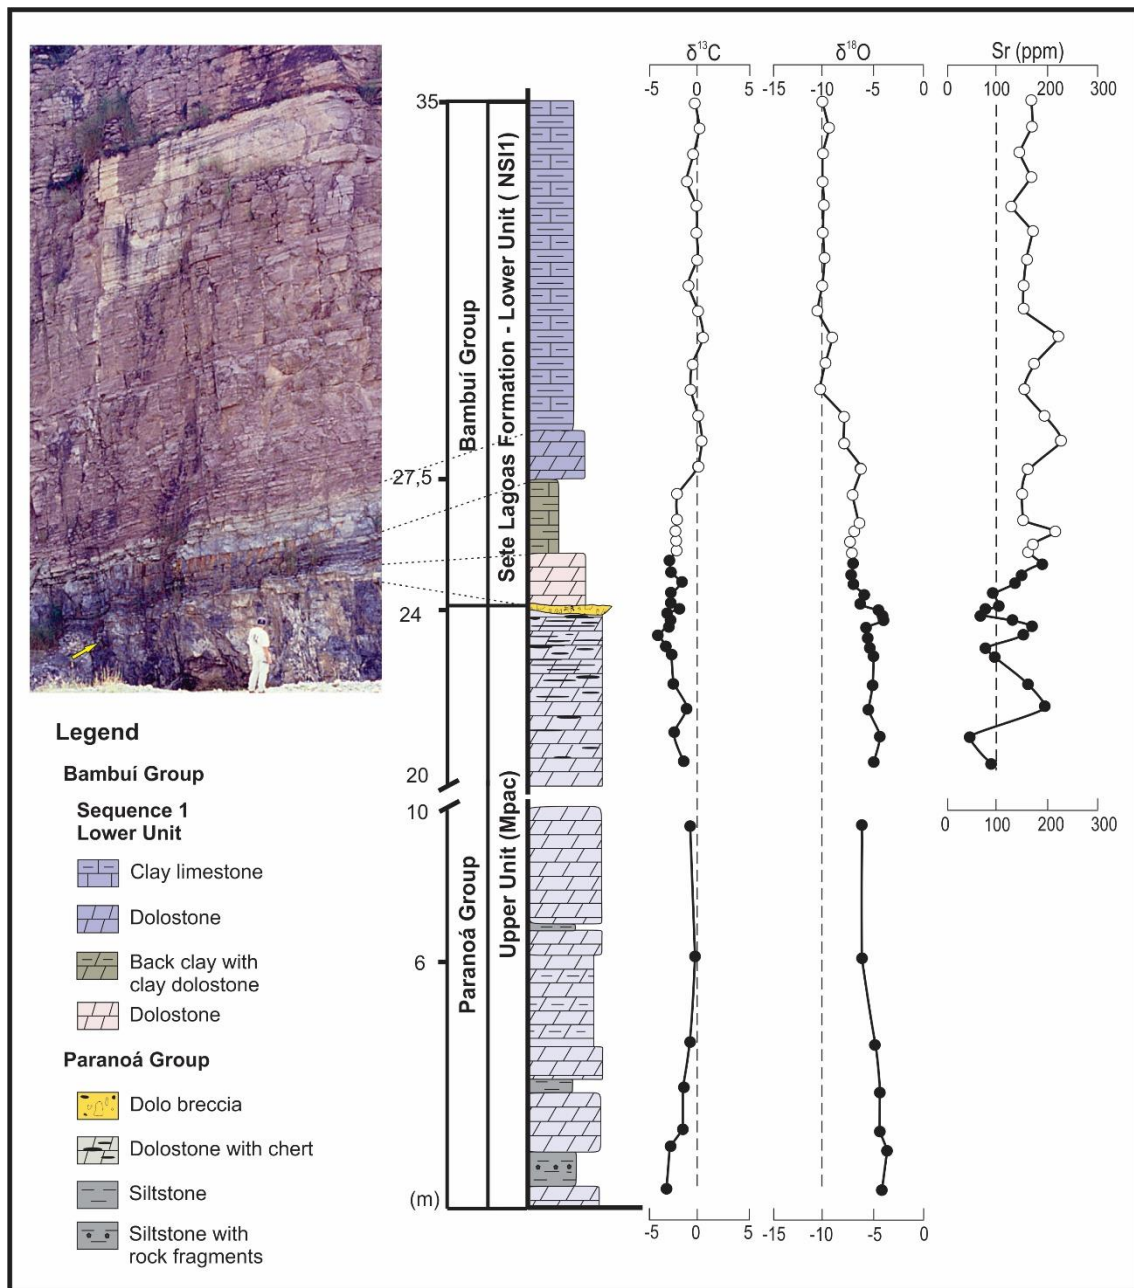 δ¹³C
δ¹⁸O
Sr (ppm)
-5 0 5
-15 -10 -5 0
0 100 200 300
35
27,5
24
20
10
6
(m)
Bambuí Group
Paranoá Group
Sete Lagoas Formation - Lower Unit ( NSI1)
Upper Unit (Mpac)
0 100 200 300
-5 0 5
-15 -10 -5 0
Legend
Bambuí Group
Sequence 1
Lower Unit
Clay limestone
Dolostone
Back clay with
clay dolostone
Dolostone
Paranoá Group
Dolo breccia
Dolostone with chert
Siltstone
Siltstone with
rock fragments